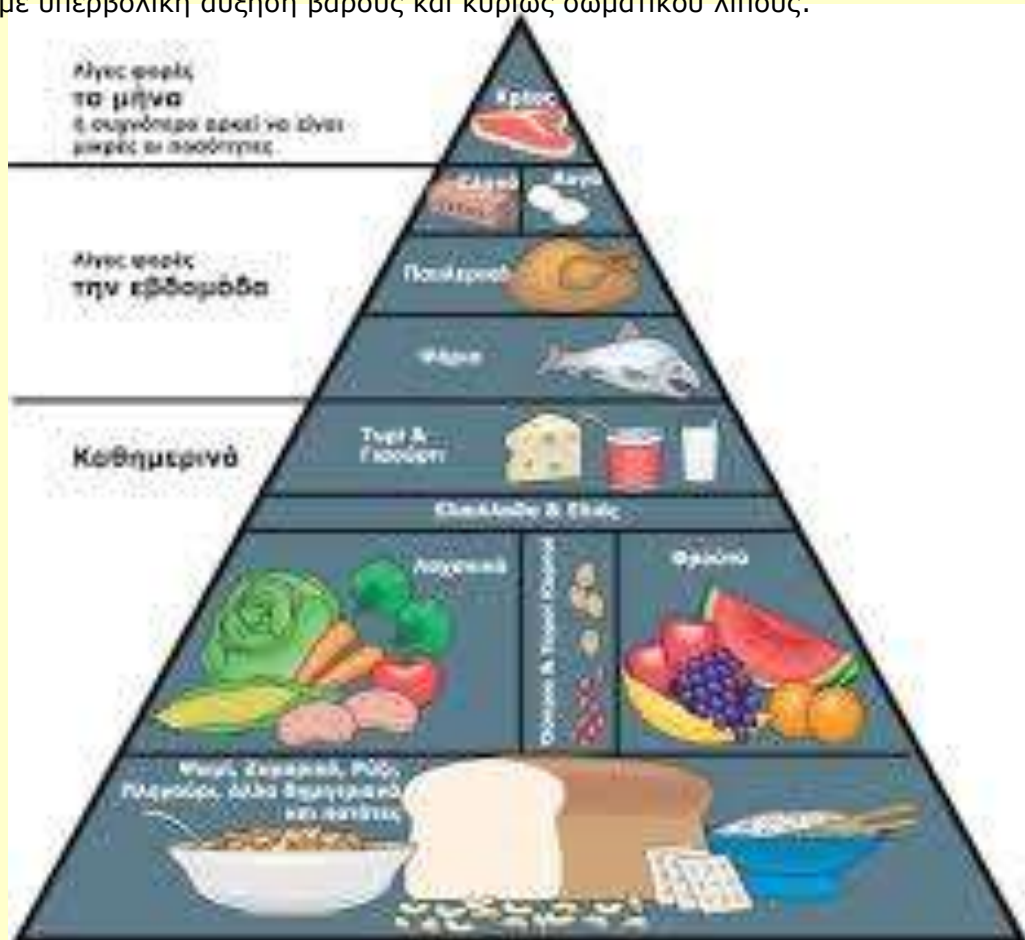 με υπερβολική αύξηση βάρους και κυρίως σωματικού λίπους.
Λίγες φορές
το μήνα
ή συχνότερα αρκεί να είναι
μικρές οι ποσότητες
Κρέας
Γλυκά
Αυγά
Λίγες φορές
την εβδομάδα
Πουλερικά
Ψάρια
Καθημερινά
Τυρί &
Γιαούρτι
Ελαιόλαδο & Ελιές
Λαχανικά
Όσπρια & Ξηροί Καρποί
Φρούτα
Ψωμί, Ζυμαρικά, Ρύζι,
Πλιγούρι, άλλα δημητριακά
και πατάτες